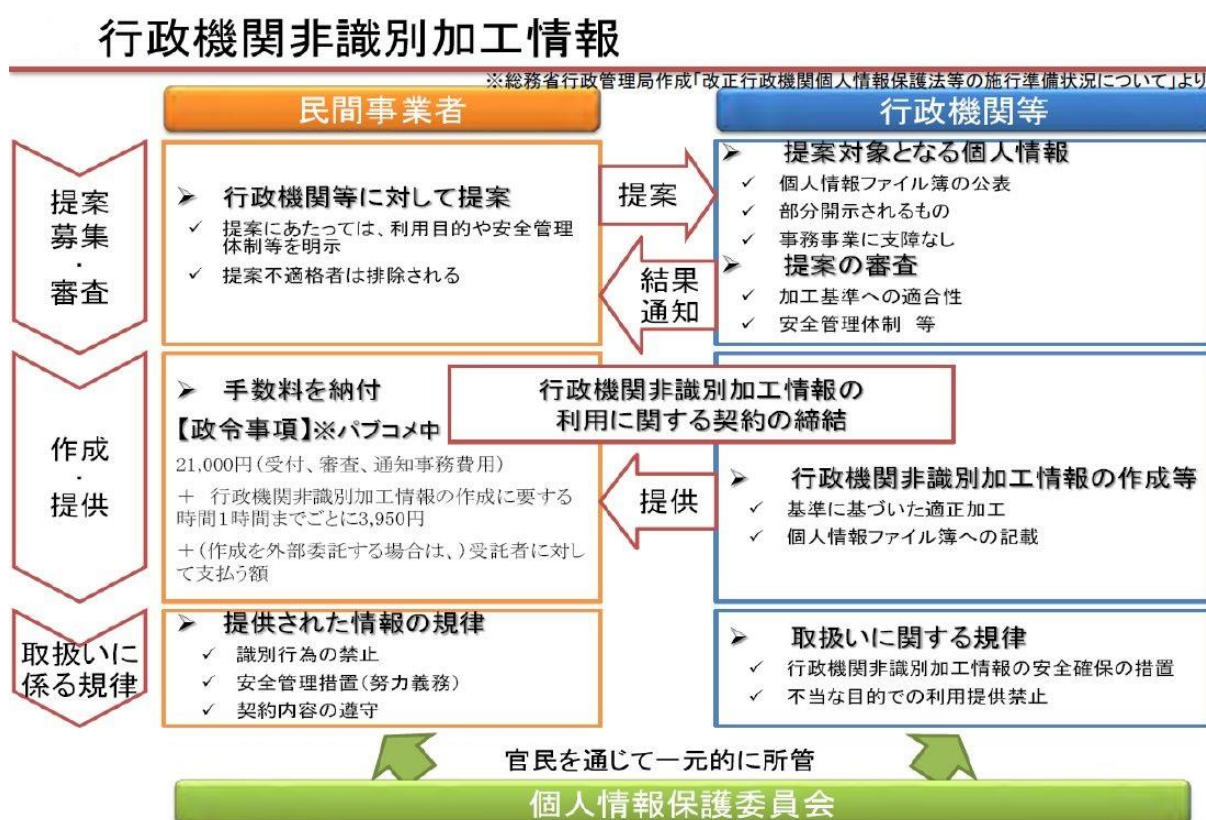 行政機関非識別加工情報
※総務省行政管理局作成「改正行政機関個人情報保護法等の施行準備状況について」より
民間事業者
行政機関等
提案
募集
・
審査
➢ 行政機関等に対して提案
✓ 提案にあたっては、利用目的や安全管理
体制等を明示
✓ 提案不適格者は排除される
提案
結果
通知
➢ 提案対象となる個人情報
✓ 個人情報ファイル簿の公表
✓ 部分開示されるもの
✓ 事務事業に支障なし
➢ 提案の審査
✓ 加工基準への適合性
✓ 安全管理体制 等
作成
・
提供
➢ 手数料を納付
【政令事項】※パブコメ中
21,000円(受付、審査、通知事務費用)
+ 行政機関非識別加工情報の作成に要する
時間1時間までごとに3,950円
+(作成を外部委託する場合は、)受託者に対し
て支払う額
行政機関非識別加工情報の
利用に関する契約の締結
提供
➢ 行政機関非識別加工情報の作成等
✓ 基準に基づいた適正加工
✓ 個人情報ファイル簿への記載
取扱いに
係る規律
➢ 提供された情報の規律
✓ 識別行為の禁止
✓ 安全管理措置(努力義務)
✓ 契約内容の遵守
➢ 取扱いに関する規律
✓ 行政機関非識別加工情報の安全確保の措置
✓ 不当な目的での利用提供禁止
官民を通じて一元的に所管
個人情報保護委員会